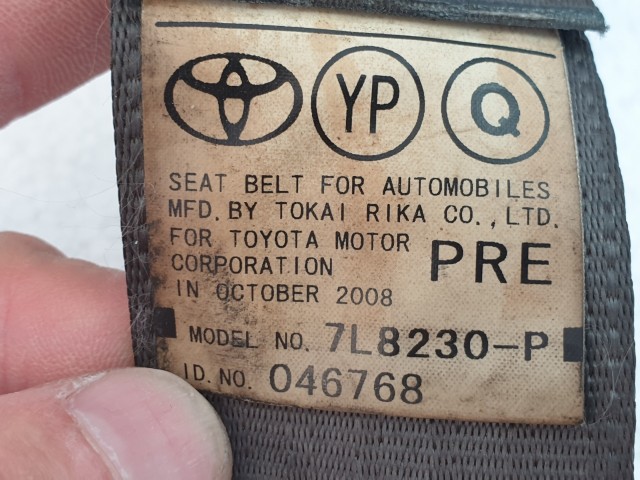 YP Q
SEAT BELT FOR AUTOMOBILES
MFD. BY TOKAI RIKA CO., LTD.
FOR TOYOTA MOTOR
CORPORATION PRE
IN OCTOBER 2008
MODEL NO. 7L8230-P
I.D. NO. 046768